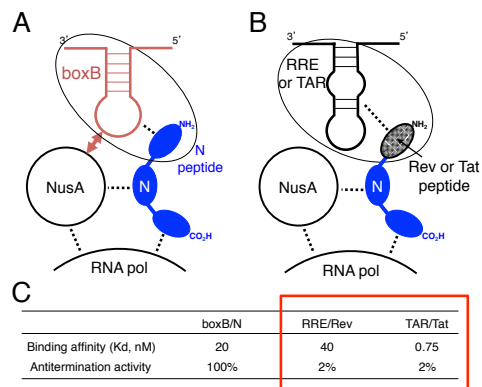 A
3’ 5’
boxB
NH₂
N
peptide
NusA
N
CO₂H
RNA pol
B
3’ 5’
RRE
or TAR
NH₂
Rev or Tat
peptide
NusA
N
CO₂H
RNA pol
C
boxB/N RRE/Rev TAR/Tat
Binding affinity (Kd, nM) 20 40 0.75
Antitermination activity 100% 2% 2%